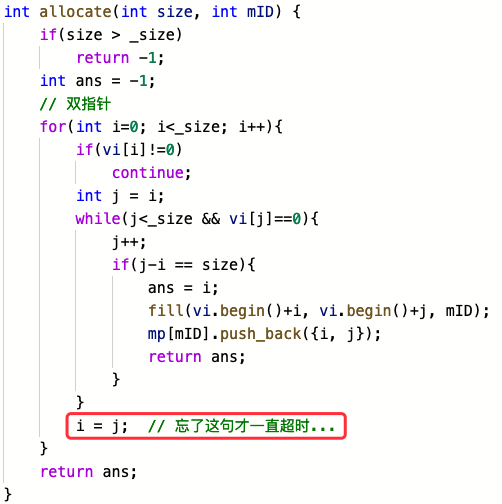 int allocate(int size, int mID) {
    if(size > _size)
        return -1;
    int ans = -1;
    // 双指针
    for(int i=0; i<_size; i++){
        if(vi[i]!=0)
            continue;
        int j = i;
        while(j<_size && vi[j]==0){
            j++;
            if(j-i == size){
                ans = i;
                fill(vi.begin()+i, vi.begin()+j, mID);
                mp[mID].push_back({i, j});
                return ans;
            }
        }
        i = j;  // 忘了这句才一直超时...
    }
    return ans;
}